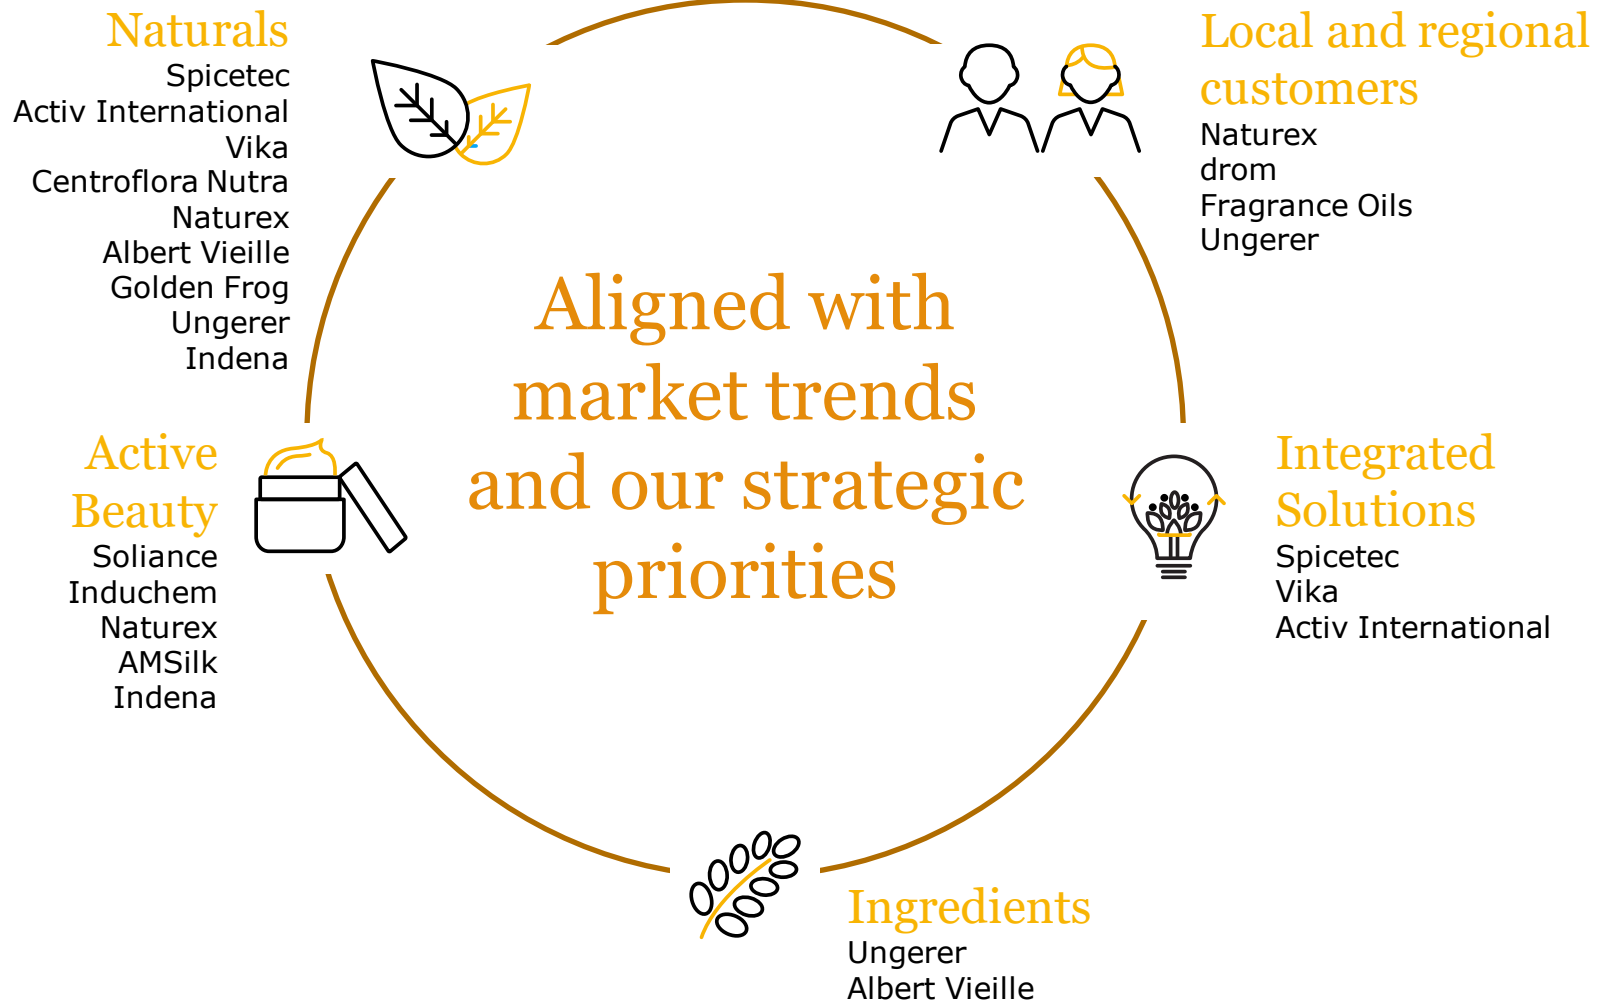 Naturals
Spicetec
Activ International
Vika
Centroflora Nutra
Naturex
Albert Vieille
Golden Frog
Ungerer
Indena
Local and regional
customers
Naturex
drom
Fragrance Oils
Ungerer
Aligned with
market trends
and our strategic
priorities
Active
Beauty
Soliance
Induchem
Naturex
AMSilk
Indena
Integrated
Solutions
Spicetec
Vika
Activ International
Ingredients
Ungerer
Albert Vieille